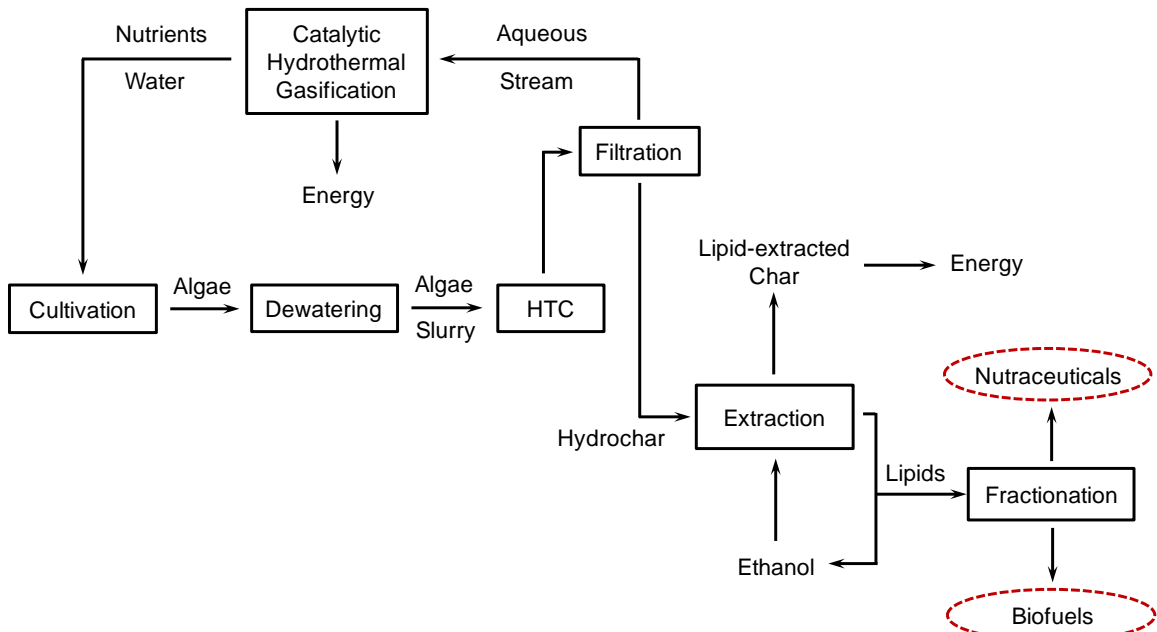 Nutrients
Water
Catalytic
Hydrothermal
Gasification
Aqueous
Stream
Filtration
Energy
Lipid-extracted
Char
Energy
Cultivation
Algae
Dewatering
Algae
Slurry
HTC
Nutraceuticals
Extraction
Hydrochar
Lipids
Fractionation
Ethanol
Biofuels